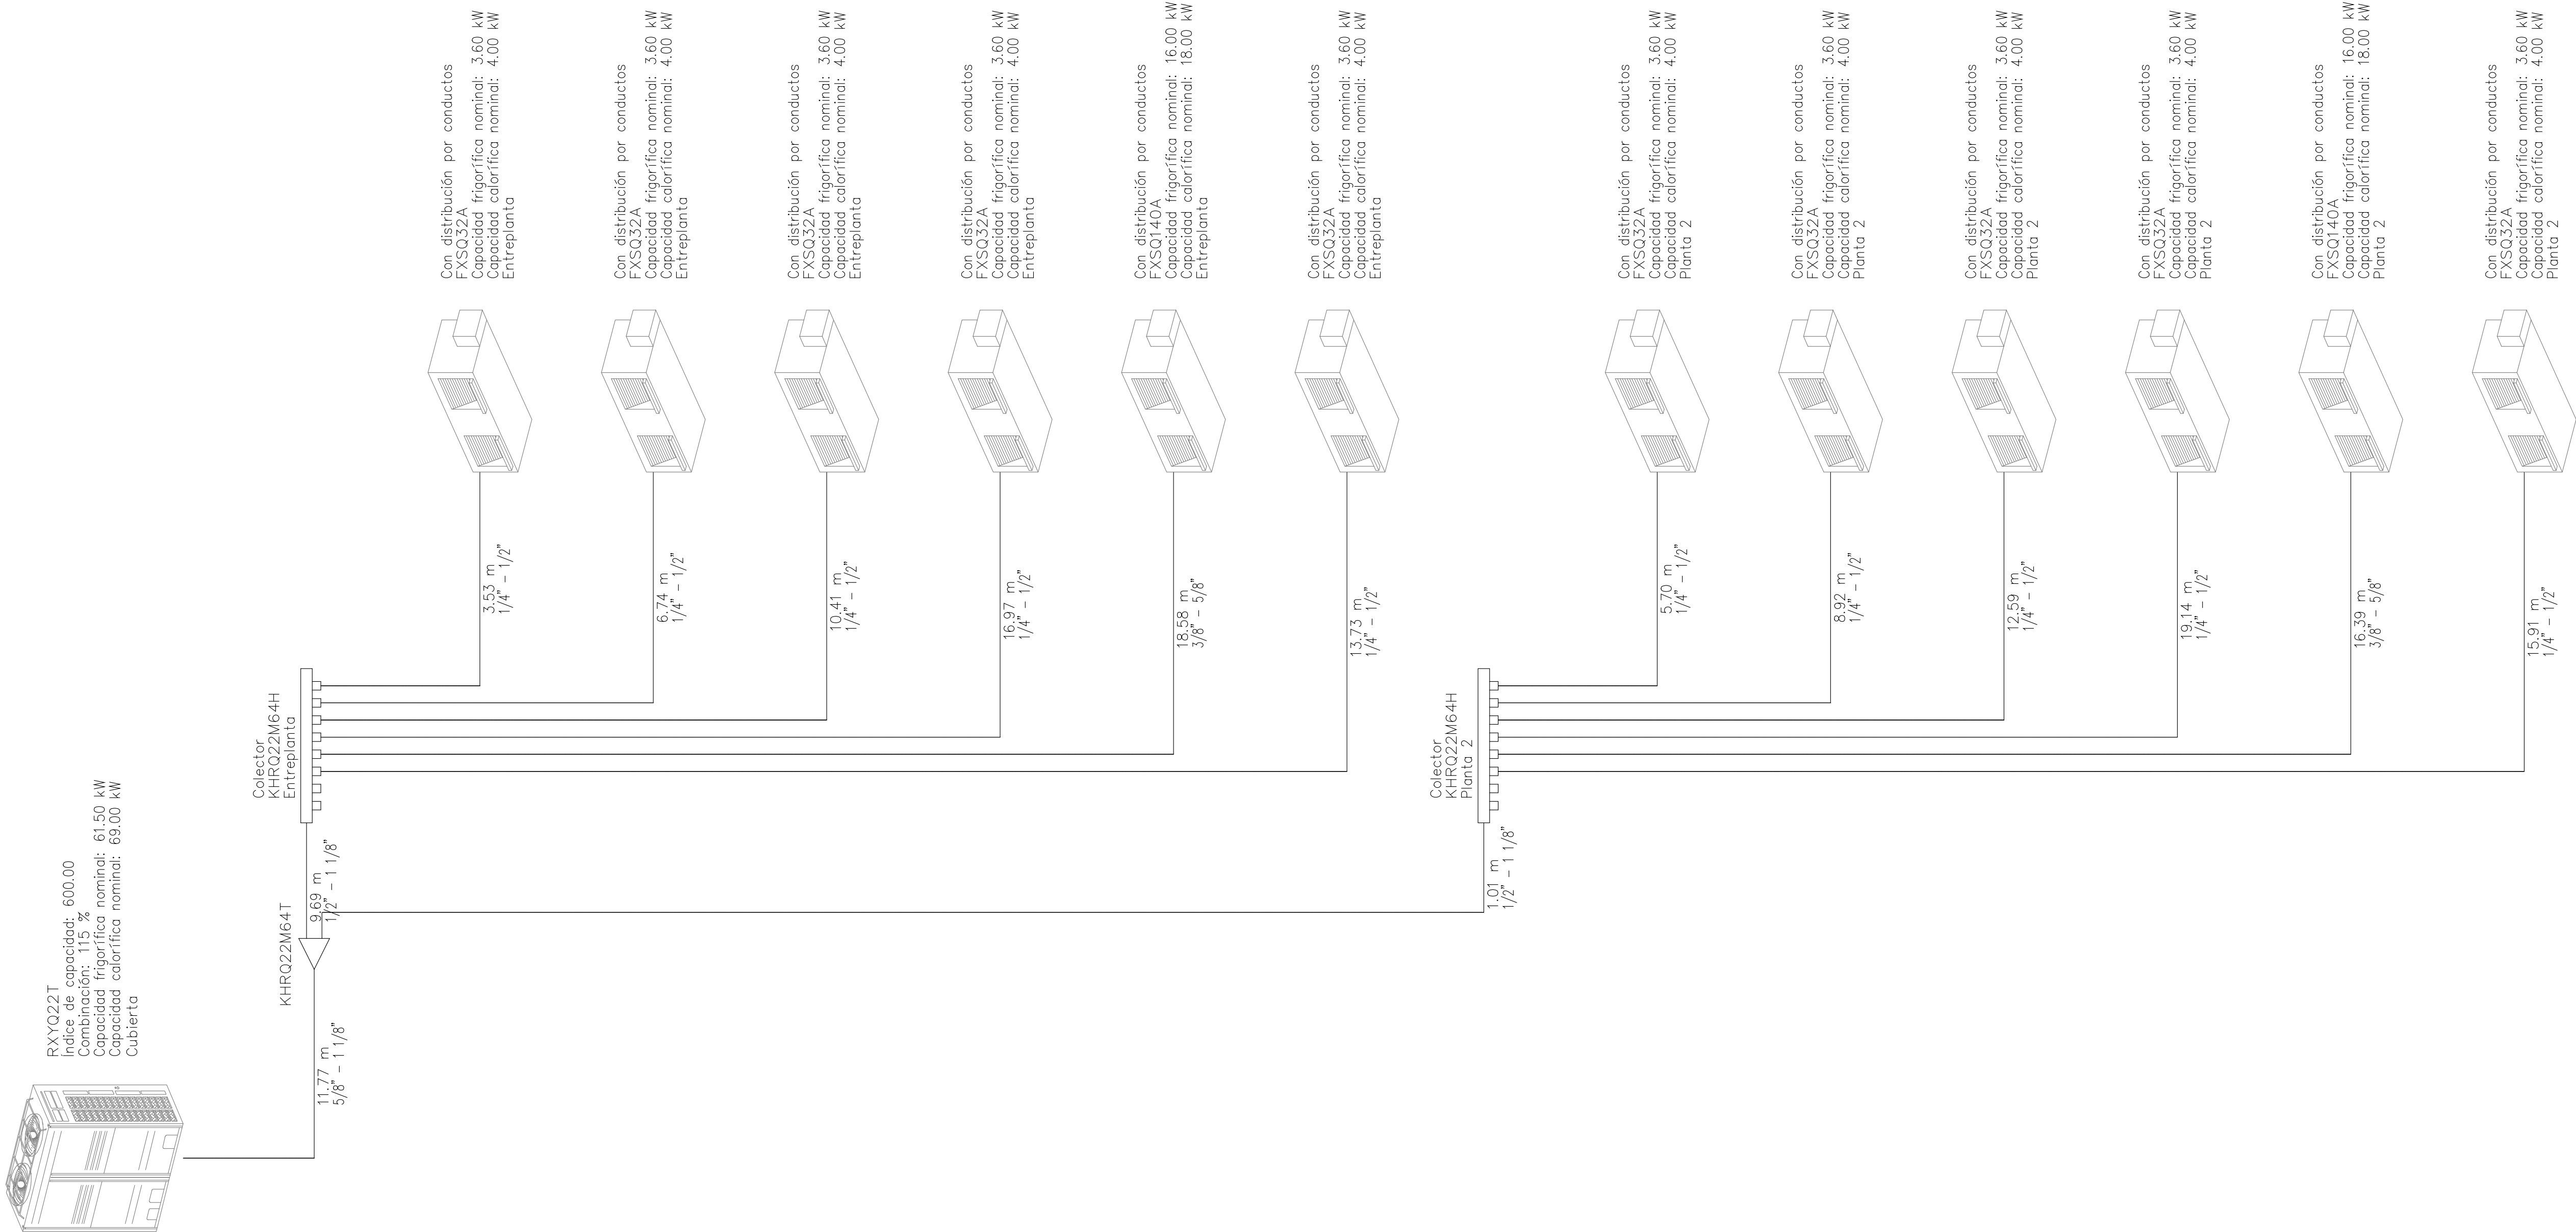 RXYQ22T
Índice de capacidad: 600.00
Combinación: 115 %
Capacidad frigorífica nominal: 61.50 kW
Capacidad calorífica nominal: 69.00 kW
Cubierta
11.77 m
5/8" - 1 1/8"
KHRQ22M64T
9.69 m
1/2" - 1 1/8"
Colector
KHRQ22M64H
Entreplanta
3.53 m
1/4" - 1/2"
Con distribución por conductos
FXSQ32A
Capacidad frigorífica nominal: 3.60 kW
Capacidad calorífica nominal: 4.00 kW
Entreplanta
6.74 m
1/4" - 1/2"
Con distribución por conductos
FXSQ32A
Capacidad frigorífica nominal: 3.60 kW
Capacidad calorífica nominal: 4.00 kW
Entreplanta
10.41 m
1/4" - 1/2"
Con distribución por conductos
FXSQ32A
Capacidad frigorífica nominal: 3.60 kW
Capacidad calorífica nominal: 4.00 kW
Entreplanta
16.97 m
1/4" - 1/2"
Con distribución por conductos
FXSQ32A
Capacidad frigorífica nominal: 3.60 kW
Capacidad calorífica nominal: 4.00 kW
Entreplanta
18.58 m
3/8" - 5/8"
Con distribución por conductos
FXSQ140A
Capacidad frigorífica nominal: 16.00 kW
Capacidad calorífica nominal: 18.00 kW
Entreplanta
13.73 m
1/4" - 1/2"
Con distribución por conductos
FXSQ32A
Capacidad frigorífica nominal: 3.60 kW
Capacidad calorífica nominal: 4.00 kW
Entreplanta
1.01 m
1/2" - 1 1/8"
Colector
KHRQ22M64H
Planta 2
5.70 m
1/4" - 1/2"
Con distribución por conductos
FXSQ32A
Capacidad frigorífica nominal: 3.60 kW
Capacidad calorífica nominal: 4.00 kW
Planta 2
8.92 m
1/4" - 1/2"
Con distribución por conductos
FXSQ32A
Capacidad frigorífica nominal: 3.60 kW
Capacidad calorífica nominal: 4.00 kW
Planta 2
12.59 m
1/4" - 1/2"
Con distribución por conductos
FXSQ32A
Capacidad frigorífica nominal: 3.60 kW
Capacidad calorífica nominal: 4.00 kW
Planta 2
19.14 m
1/4" - 1/2"
Con distribución por conductos
FXSQ32A
Capacidad frigorífica nominal: 3.60 kW
Capacidad calorífica nominal: 4.00 kW
Planta 2
16.39 m
3/8" - 5/8"
Con distribución por conductos
FXSQ140A
Capacidad frigorífica nominal: 16.00 kW
Capacidad calorífica nominal: 18.00 kW
Planta 2
15.91 m
1/4" - 1/2"
Con distribución por conductos
FXSQ32A
Capacidad frigorífica nominal: 3.60 kW
Capacidad calorífica nominal: 4.00 kW
Planta 2